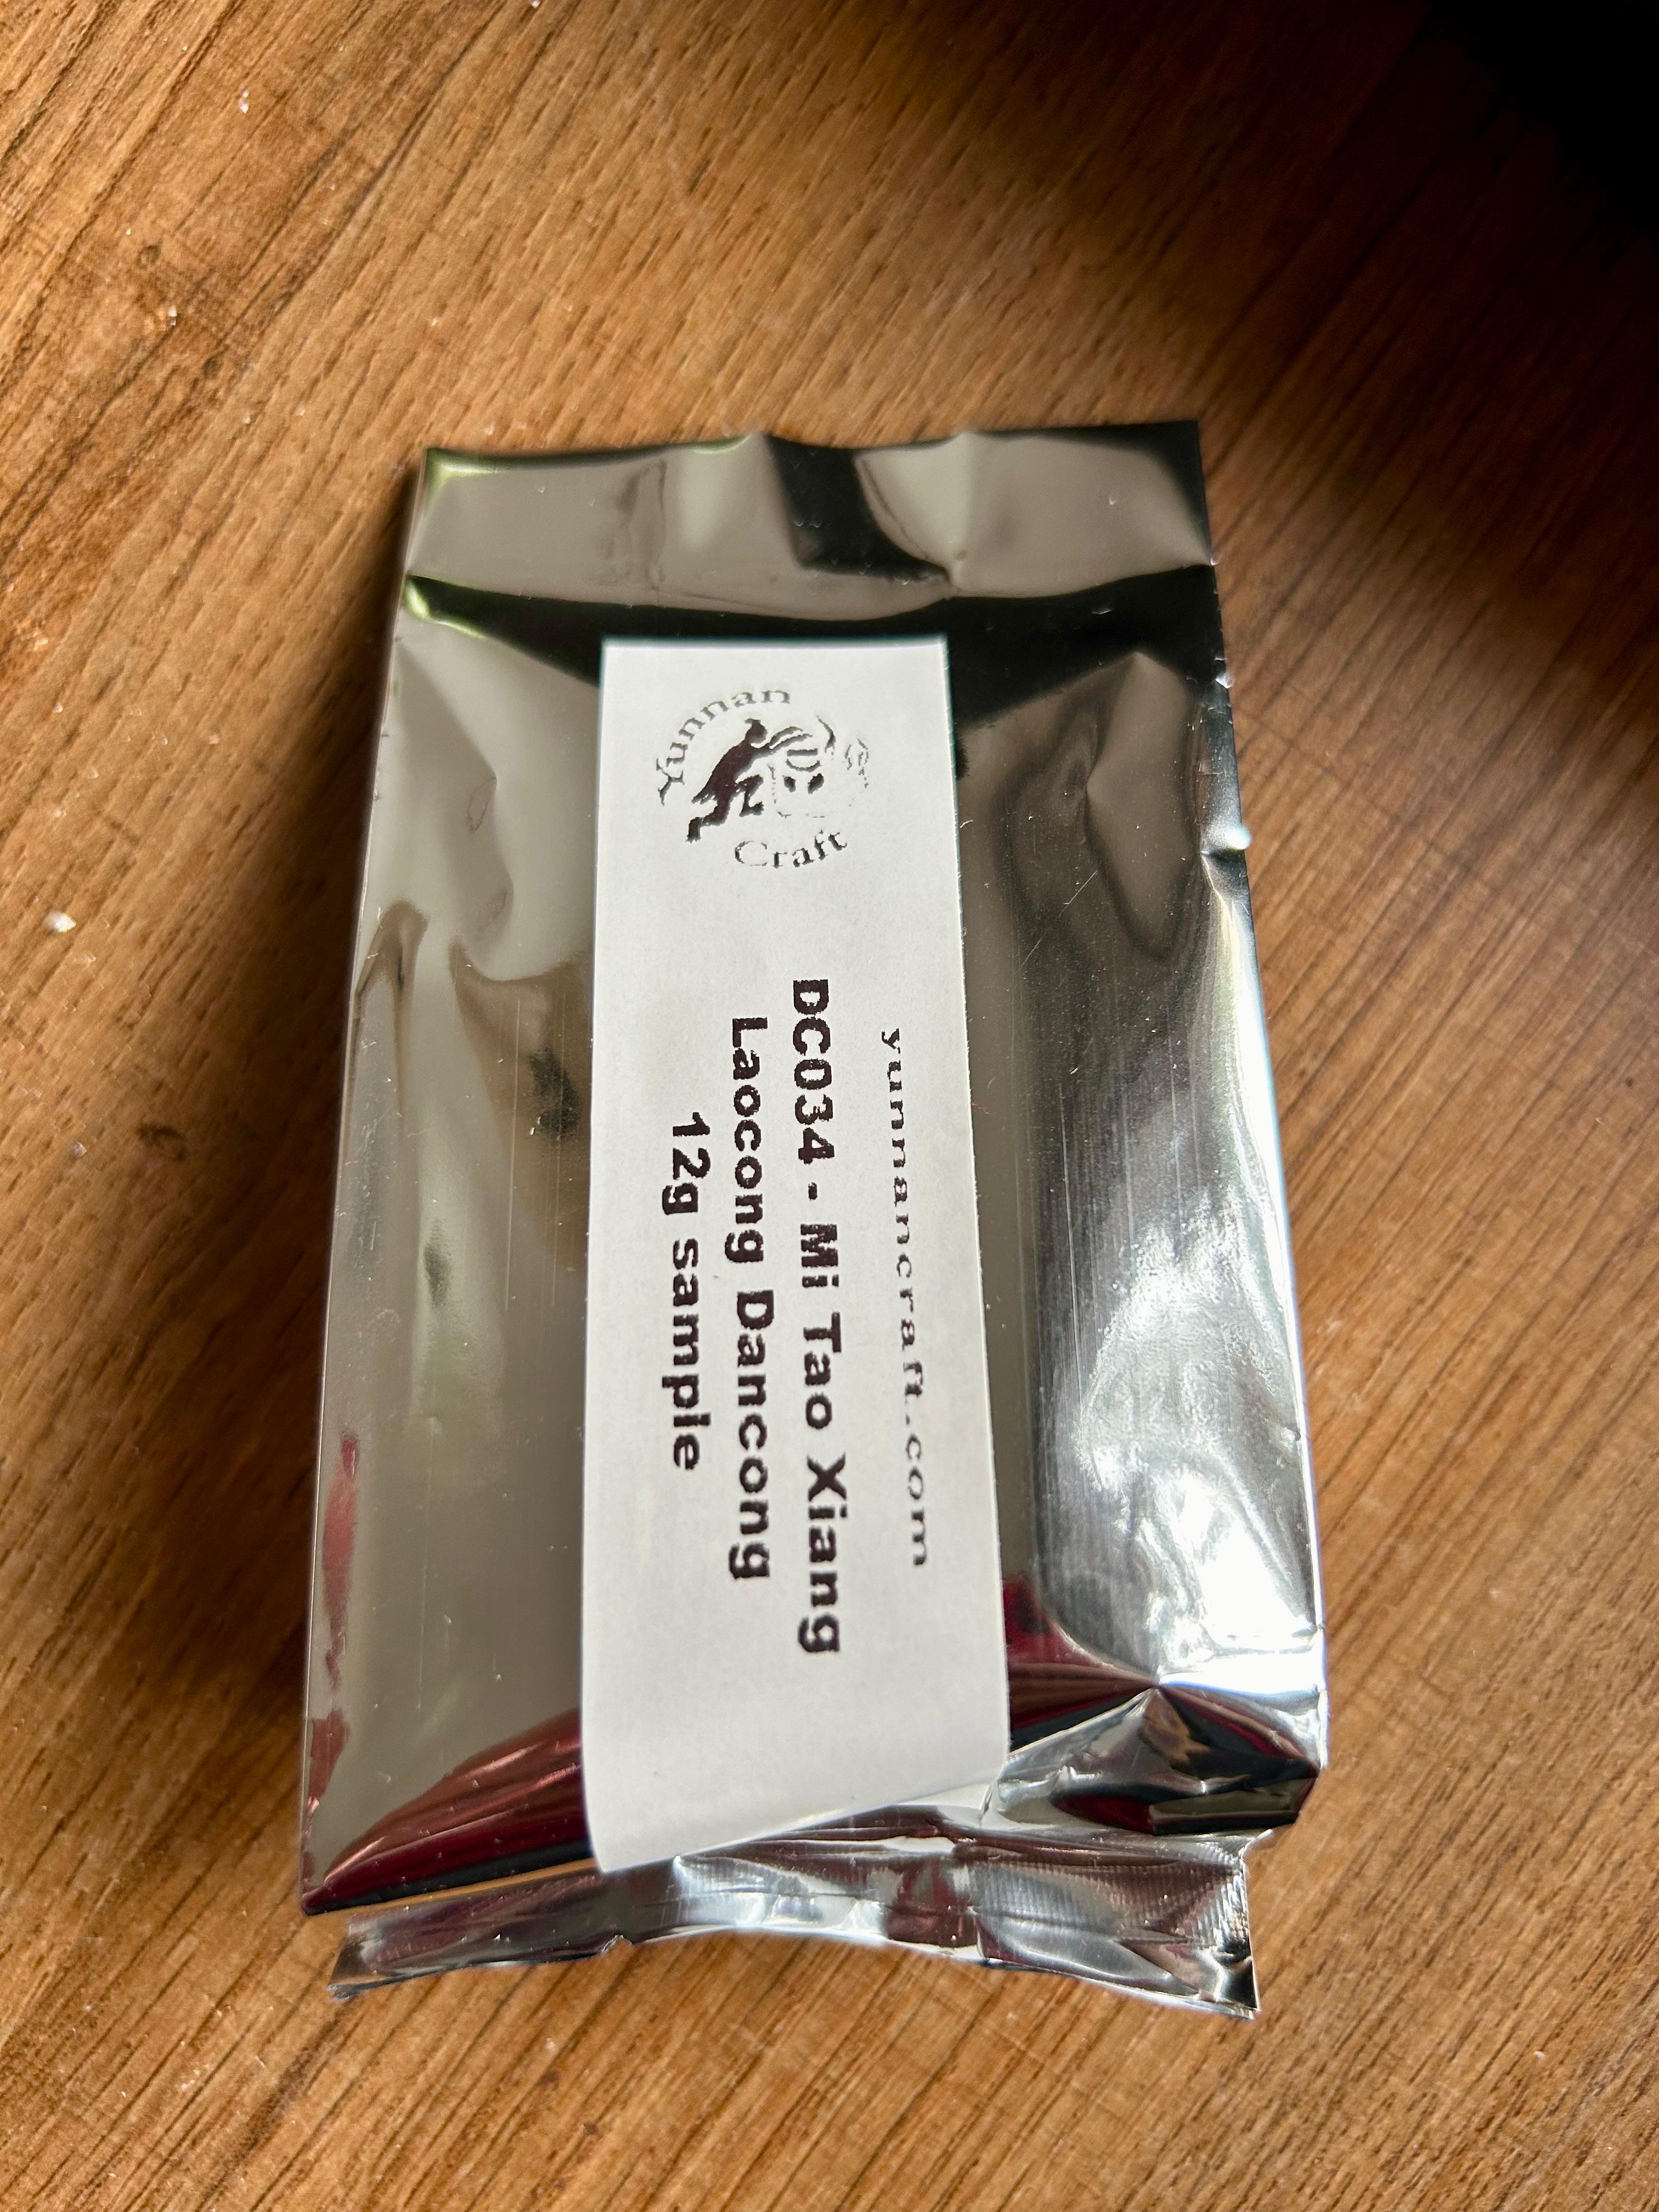 Yunnan
Craft
yunnancraft.com
DC034 - Mi Tao Xiang
Laocong Dancong
12g sample